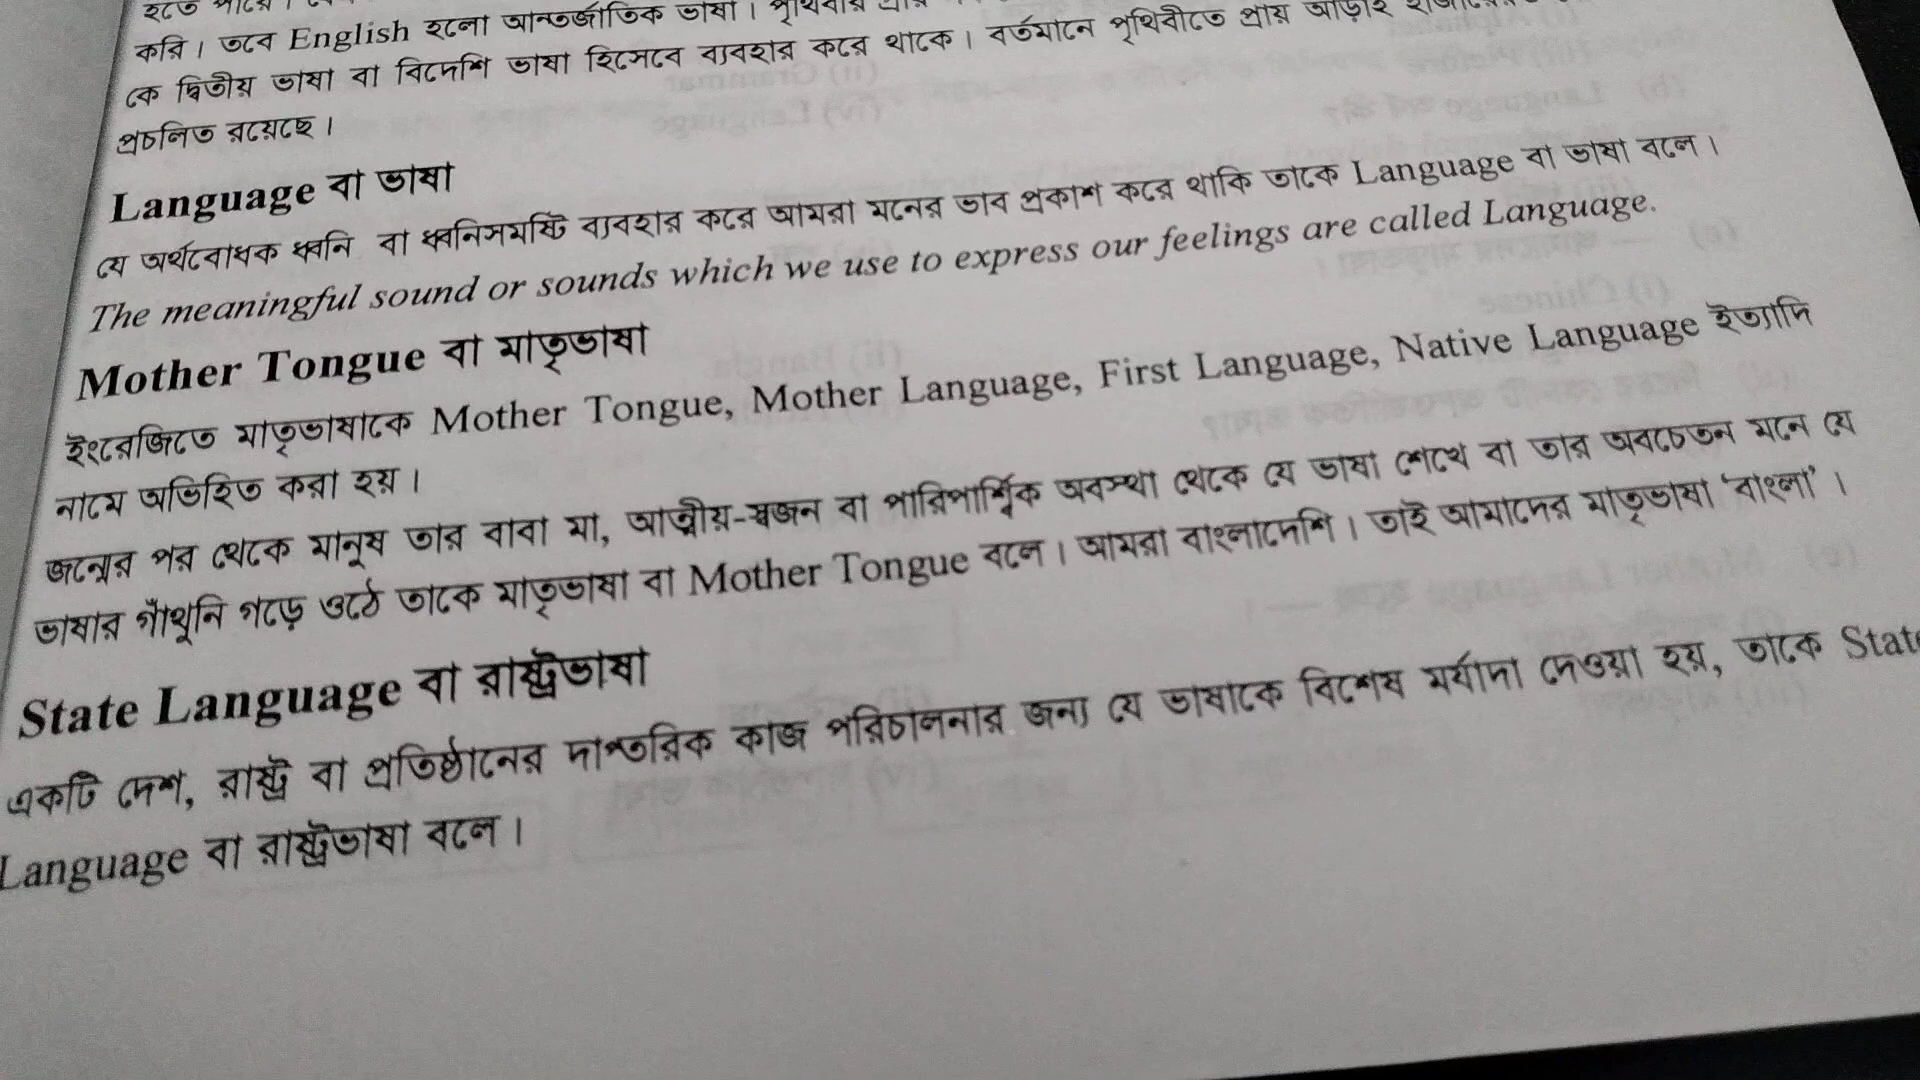 হতে পারে।
করি। তবে English হলো আন্তর্জাতিক ভাষা। পৃথিবীর প্রায়
কে দ্বিতীয় ভাষা বা বিদেশি ভাষা হিসেবে ব্যবহার করে থাকে। বর্তমানে পৃথিবীতে প্রায় আড়াই
প্রচলিত রয়েছে।
Language বা ভাষা
যে অর্থবোধক ধ্বনি বা ধ্বনিসমষ্টি ব্যবহার করে আমরা মনের ভাব প্রকাশ করে থাকি তাকে Language বা ভাষা বলে।
The meaningful sound or sounds which we use to express our feelings are called Language.
Mother Tongue বা মাতৃভাষা
ইংরেজিতে মাতৃভাষাকে Mother Tongue, Mother Language, First Language, Native Language ইত্যাদি
নামে অভিহিত করা হয়।
জন্মের পর থেকে মানুষ তার বাবা মা, আত্মীয়-স্বজন বা পারিপার্শ্বিক অবস্থা থেকে যে ভাষা শেখে বা তার অবচেতন মনে যে
ভাষার গাঁথুনি গড়ে ওঠে তাকে মাতৃভাষা বা Mother Tongue বলে। আমরা বাংলাদেশি। তাই আমাদের মাতৃভাষা ‘বাংলা’।
State Language বা রাষ্ট্রভাষা
একটি দেশ, রাষ্ট্র বা প্রতিষ্ঠানের দাপ্তরিক কাজ পরিচালনার জন্য যে ভাষাকে বিশেষ মর্যাদা দেওয়া হয়, তাকে State
Language বা রাষ্ট্রভাষা বলে।